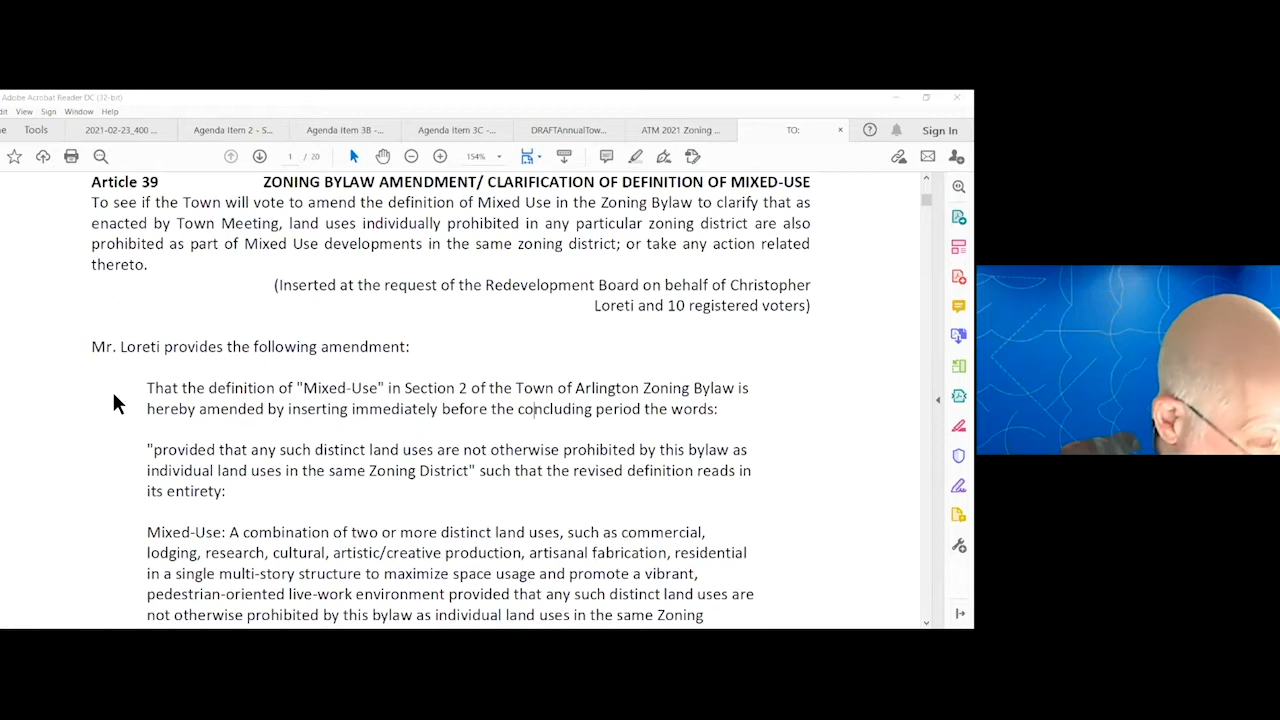 Adobe Acrobat Reader DC (32-bit)
dit View Sign Window Help
ne Tools 2021-02-23_400 ... Agenda Item 2 - S... Agenda Item 3B -... Agenda Item 3C -... DRAFTAnnualTow... ATM 2021 Zoning ... TO: × Sign In
1 / 20 154%
Article 39 ZONING BYLAW AMENDMENT/ CLARIFICATION OF DEFINITION OF MIXED-USE
To see if the Town will vote to amend the definition of Mixed Use in the Zoning Bylaw to clarify that as
enacted by Town Meeting, land uses individually prohibited in any particular zoning district are also
prohibited as part of Mixed Use developments in the same zoning district; or take any action related
thereto.
(Inserted at the request of the Redevelopment Board on behalf of Christopher
Loreti and 10 registered voters)
Mr. Loreti provides the following amendment:
That the definition of "Mixed-Use" in Section 2 of the Town of Arlington Zoning Bylaw is
hereby amended by inserting immediately before the concluding period the words:
"provided that any such distinct land uses are not otherwise prohibited by this bylaw as
individual land uses in the same Zoning District" such that the revised definition reads in
its entirety:
Mixed-Use: A combination of two or more distinct land uses, such as commercial,
lodging, research, cultural, artistic/creative production, artisanal fabrication, residential
in a single multi-story structure to maximize space usage and promote a vibrant,
pedestrian-oriented live-work environment provided that any such distinct land uses are
not otherwise prohibited by this bylaw as individual land uses in the same Zoning